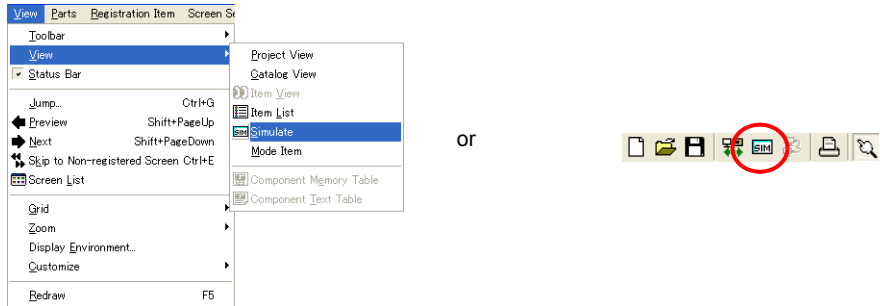 View Parts Registration Item Screen Se
Toolbar
View
Status Bar
Jump... Ctrl+G
Preview Shift+PageUp
Next Shift+PageDown
Skip to Non-registered Screen Ctrl+E
Screen List
Grid
Zoom
Display Environment...
Customize
Redraw F5
Project View
Catalog View
Item View
Item List
SIM Simulate
Mode Item
Component Memory Table
Component Text Table
or
SIM